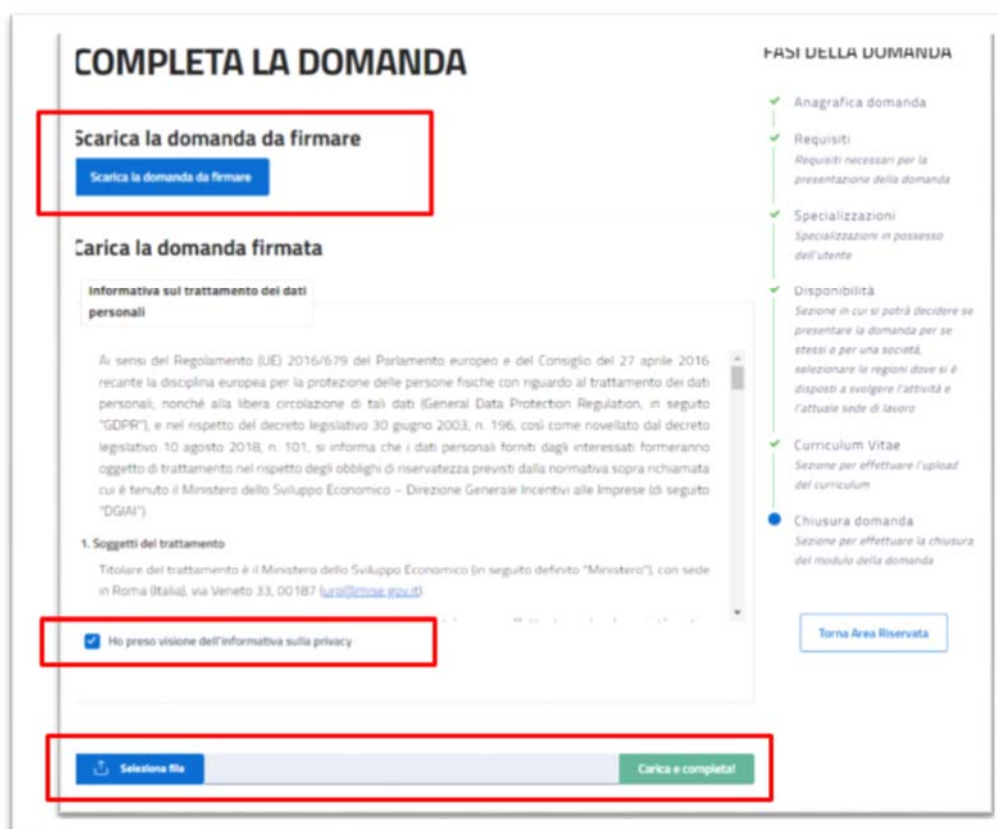 COMPLETA LA DOMANDA
Scarica la domanda da firmare
Scarica la domanda da firmare
Carica la domanda firmata
Informativa sul trattamento dei dati
personali
Ai sensi del Regolamento (UE) 2016/679 del Parlamento europeo e del Consiglio del 27 aprile 2016
recante la disciplina europea per la protezione delle persone fisiche con riguardo al trattamento dei dati
personali, nonché alla libera circolazione di tali dati (General Data Protection Regulation, in seguito
"GDPR"), e nel rispetto del decreto legislativo 30 giugno 2003, n. 196, così come novellato dal decreto
legislativo 10 agosto 2018, n. 101, si informa che i dati personali forniti dagli interessati formeranno
oggetto di trattamento nel rispetto degli obblighi di riservatezza previsti dalla normativa sopra richiamata
cui è tenuto il Ministero dello Sviluppo Economico – Direzione Generale Incentivi alle Imprese (di seguito
"DGIAI").
1. Soggetti del trattamento
Titolare del trattamento è il Ministero dello Sviluppo Economico (in seguito definito "Ministero"), con sede
in Roma (Italia), via Veneto 33, 00187 (urp@mise.gov.it)
Ho preso visione dell'informativa sulla privacy
Seleziona file
Carica e completa!
FASI DELLA DOMANDA
Anagrafica domanda
Requisiti
Requisiti necessari per la
presentazione della domanda
Specializzazioni
Specializzazioni in possesso
dell'utente
Disponibilità
Sezione in cui si potrà decidere se
presentare la domanda per se
stessi o per una società,
selezionare le regioni dove si è
disposti a svolgere l'attività e
l'attuale sede di lavoro
Curriculum Vitae
Sezione per effettuare l'upload
del curriculum
Chiusura domanda
Sezione per effettuare la chiusura
del modulo della domanda
Torna Area Riservata